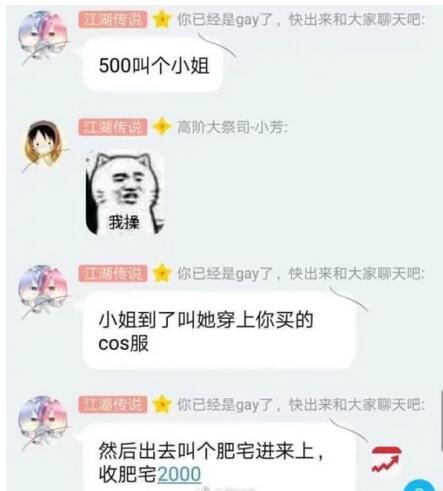 江湖传说 你已经是gay了，快出来和大家聊天吧:
500叫个小姐
江湖传说 高阶大祭司-小芳:
我操
江湖传说 你已经是gay了，快出来和大家聊天吧:
小姐到了叫她穿上你买的
cos服
江湖传说 你已经是gay了，快出来和大家聊天吧:
然后出去叫个肥宅进来上，
收肥宅2000